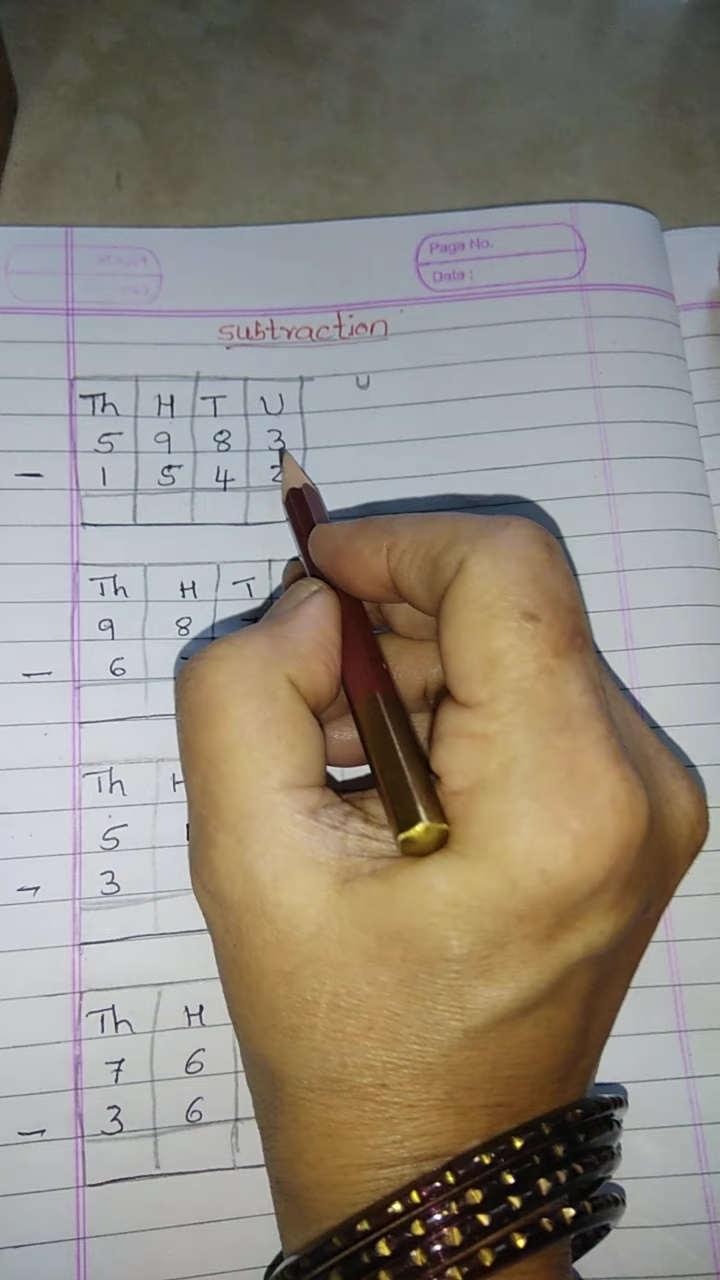 Page No.
Date :
subtraction
Th H T U
5 9 8 3
- 1 5 4 2
U
Th H T
9 8
- 6
Th H
5
- 3
Th H
7 6
- 3 6